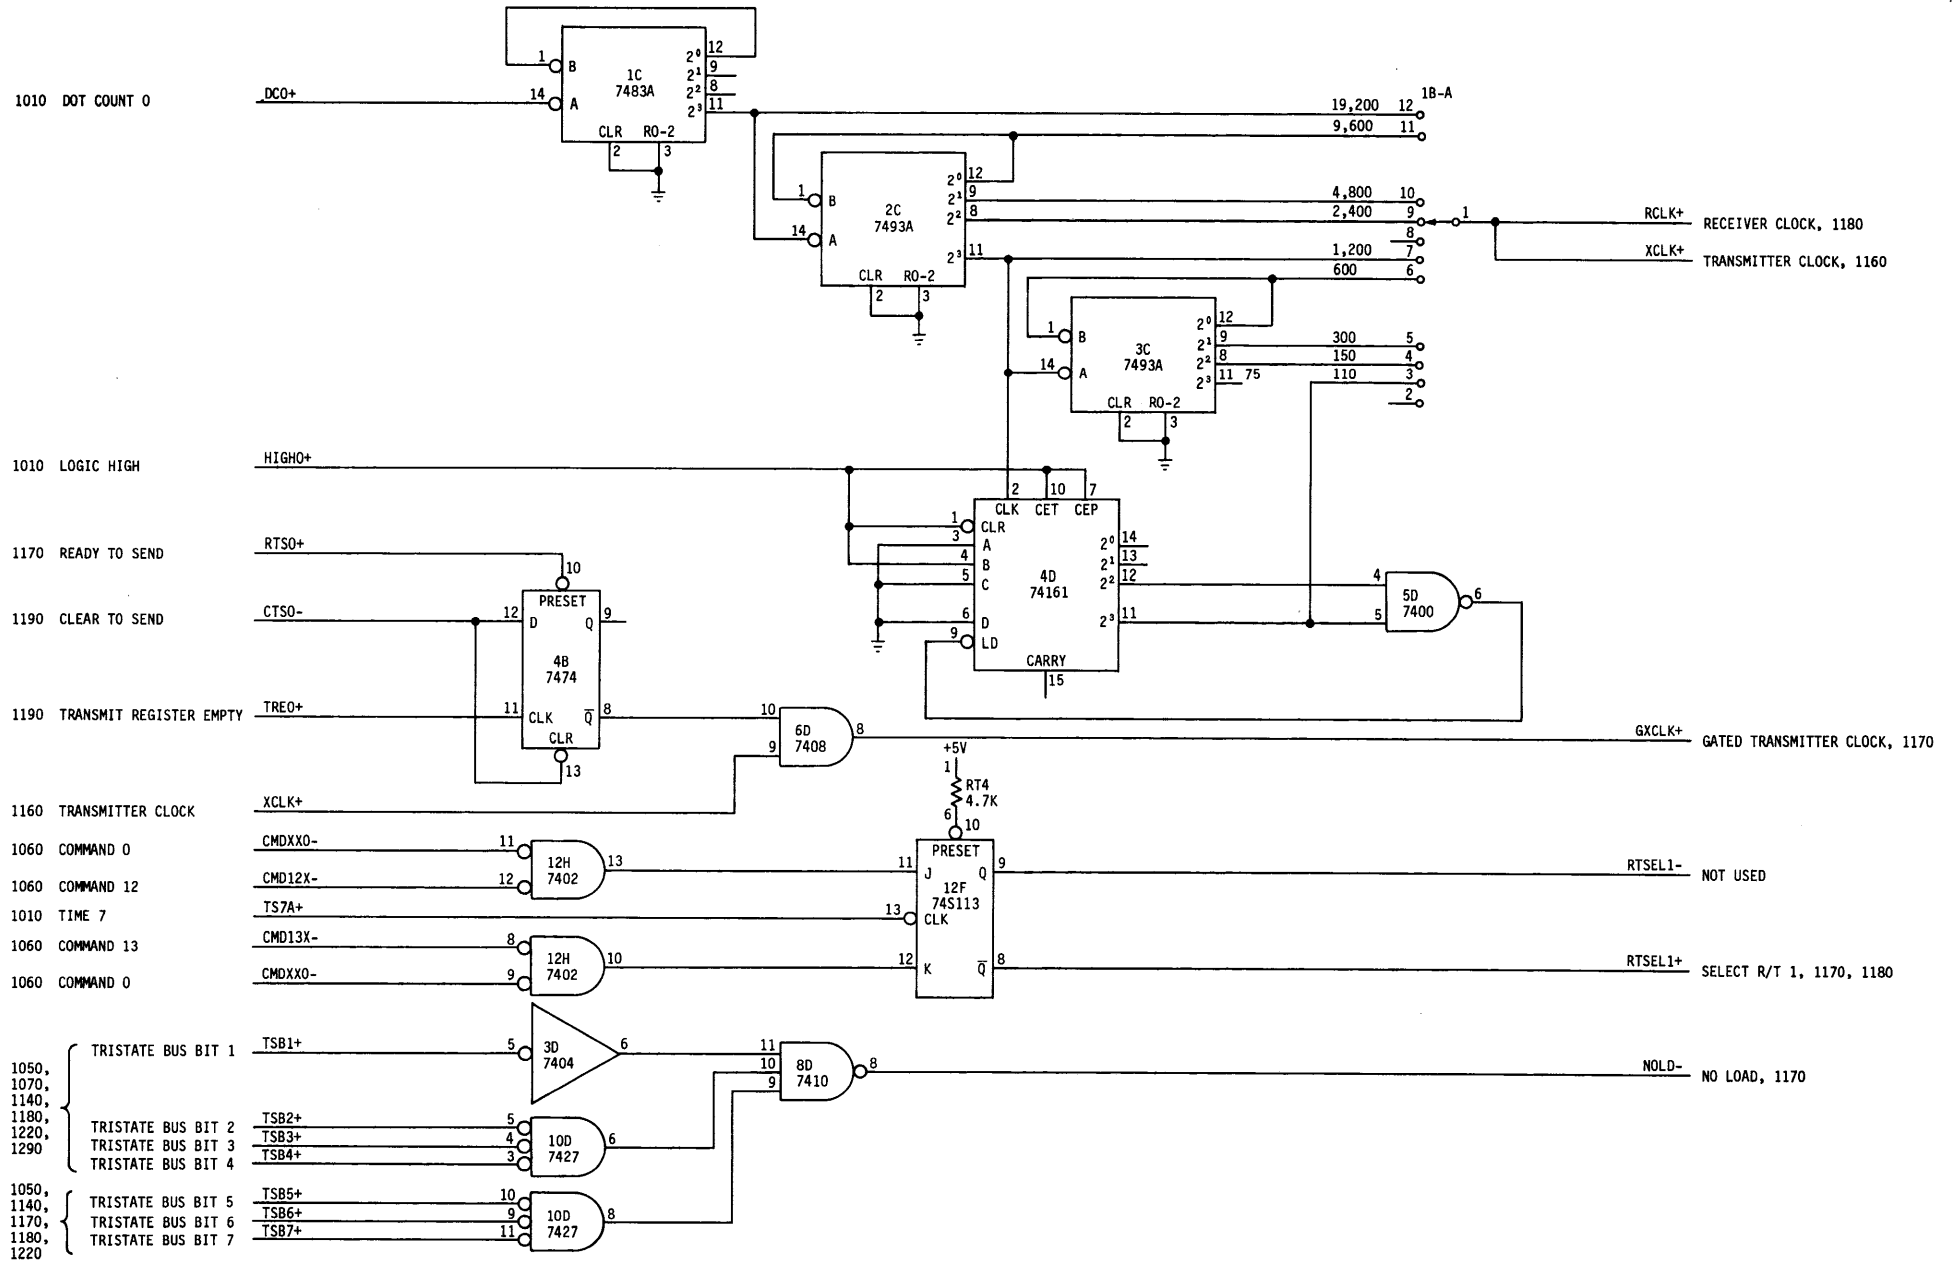 1010 DOT COUNT 0
DC0+
1
14
B
A
1C
7483A
CLR RO-2
2 3
2⁰ 12
2¹ 9
2² 8
2³ 11
1B-A
19,200 12
9,600 11
1
14
B
A
2C
7493A
CLR RO-2
2 3
2⁰ 12
2¹ 9
2² 8
2³ 11
4,800 10
2,400 9
1
8
1,200 7
600 6
RCLK+ RECEIVER CLOCK, 1180
XCLK+ TRANSMITTER CLOCK, 1160
1
14
B
A
3C
7493A
CLR RO-2
2 3
2⁰ 12
2¹ 9
2² 8
2³ 11 75
300 5
150 4
110 3
2
1010 LOGIC HIGH
HIGH0+
2 10 7
CLK CET CEP
1 CLR
3 A
4 B
5 C
6 D
9 LD
4D
74161
CARRY
15
2⁰ 14
2¹ 13
2² 12
2³ 11
4
5
5D
7400
6
1170 READY TO SEND
RTS0+
10
PRESET
1190 CLEAR TO SEND
CTS0-
12 D
Q 9
4B
7474
1190 TRANSMIT REGISTER EMPTY
TRE0+
11 CLK
Q̅ 8
CLR
13
10
9
6D
7408
8
GXCLK+ GATED TRANSMITTER CLOCK, 1170
+5V
1
RT4
4.7K
6
10
1160 TRANSMITTER CLOCK
XCLK+
1060 COMMAND 0
CMDXX0-
11
1060 COMMAND 12
CMD12X-
12
12H
7402
13
1010 TIME 7
TS7A+
1060 COMMAND 13
CMD13X-
8
1060 COMMAND 0
CMDXX0-
9
12H
7402
10
PRESET
11 J
Q 9
12F
74S113
13 CLK
12 K
Q̅ 8
RTSEL1- NOT USED
RTSEL1+ SELECT R/T 1, 1170, 1180
1050,
1070,
1140,
1180,
1220,
1290
TRISTATE BUS BIT 1
TSB1+
5
3D
7404
6
TRISTATE BUS BIT 2
TSB2+
5
TRISTATE BUS BIT 3
TSB3+
4
TRISTATE BUS BIT 4
TSB4+
3
10D
7427
6
11
10
9
8D
7410
8
NOLD- NO LOAD, 1170
1050,
1140,
1170,
1180,
1220
TRISTATE BUS BIT 5
TSB5+
10
TRISTATE BUS BIT 6
TSB6+
9
TRISTATE BUS BIT 7
TSB7+
11
10D
7427
8